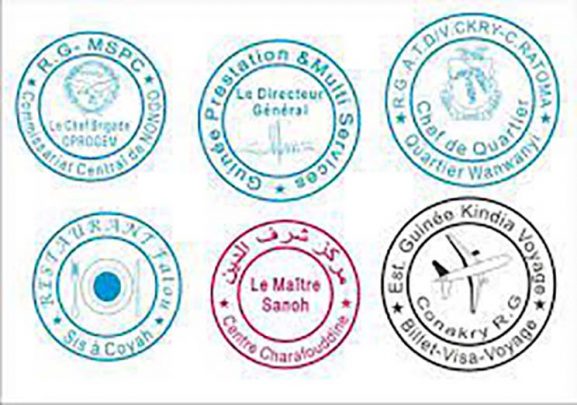 R.G- MSPC
Le Chef Brigade
OPROGEM
Commissariat Central de NONGO
Guinée Prestation & Multi Services
Le Directeur
Général
R.G.A.T.D/V.CKRY-C.RATOMA
Chef de Quartier
Quartier Wanwanyi
RESTAURANT Fatou
Sis à Coyah
مركز شرف الدين
Le Maître
Sanoh
Centre Charafouddine
Est. Guinée Kindia Voyage
Conakry R.G
Billet-Visa-Voyage